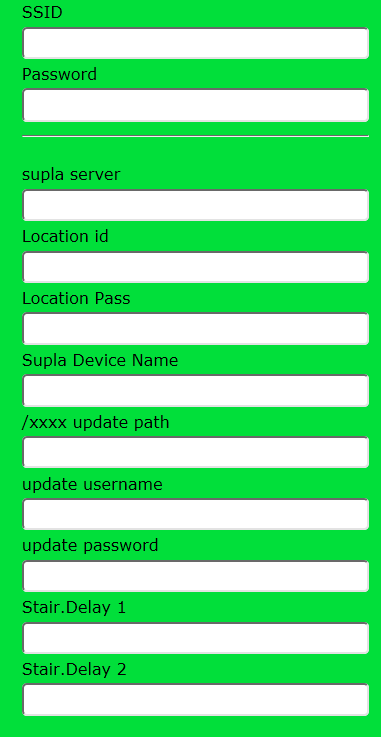 SSID
Password
supla server
Location id
Location Pass
Supla Device Name
/xxxx update path
update username
update password
Stair.Delay 1
Stair.Delay 2